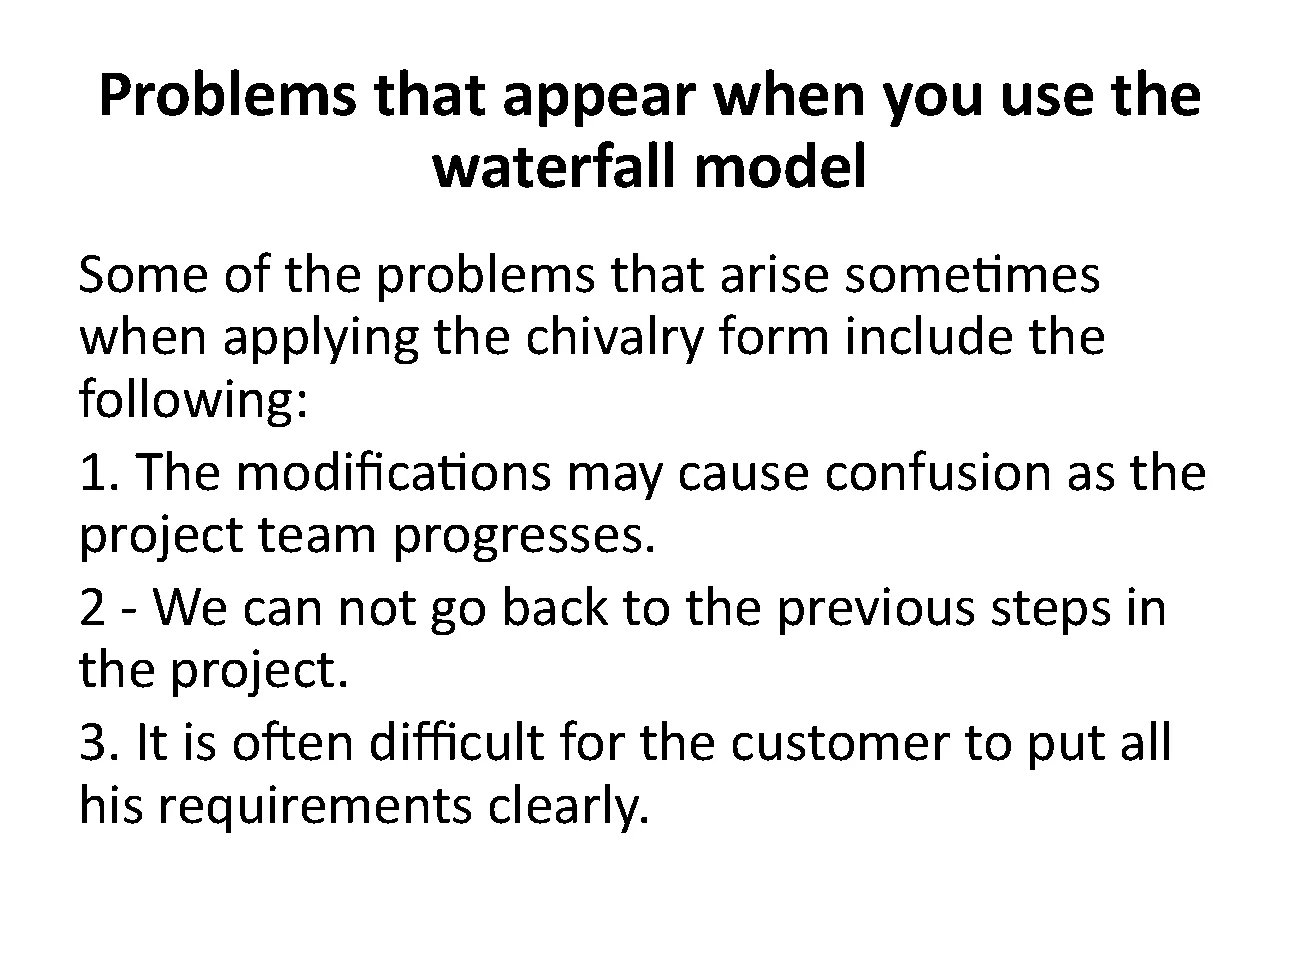 Problems that appear when you use the
waterfall model
Some of the problems that arise sometimes
when applying the chivalry form include the
following:
1. The modifications may cause confusion as the
project team progresses.
2 - We can not go back to the previous steps in
the project.
3. It is often difficult for the customer to put all
his requirements clearly.